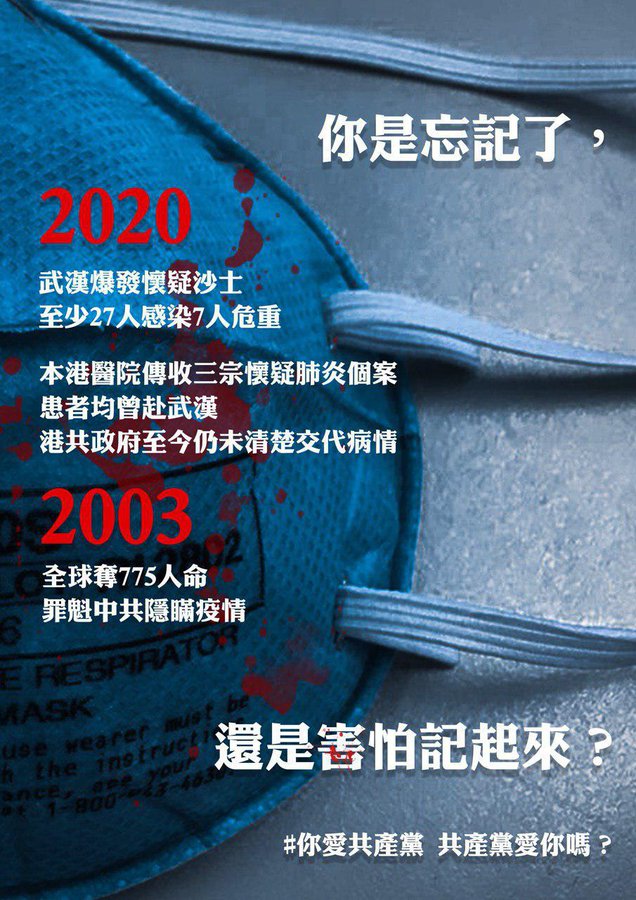 你是忘記了，
2020
武漢爆發懷疑沙士
至少27人感染7人危重
本港醫院傳收三宗懷疑肺炎個案
患者均曾赴武漢
港共政府至今仍未清楚交代病情
2003
全球奪775人命
罪魁中共隱瞞疫情
RESPIRATOR
MASK
wearer must be
the
your
還是害怕記起來？
#你愛共產黨 共產黨愛你嗎？